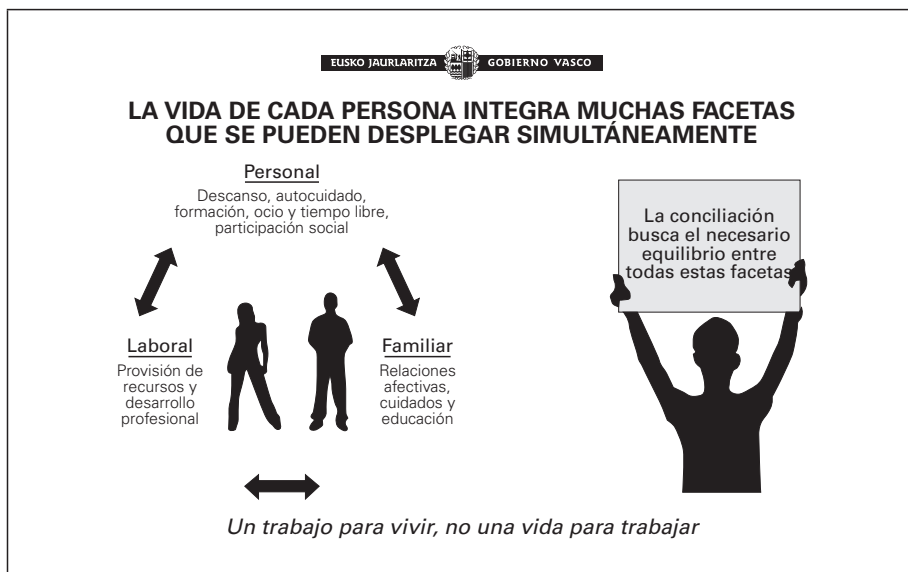 EUSKO JAURLARITZA GOBIERNO VASCO
LA VIDA DE CADA PERSONA INTEGRA MUCHAS FACETAS
QUE SE PUEDEN DESPLEGAR SIMULTÁNEAMENTE
Personal
Descanso, autocuidado,
formación, ocio y tiempo libre,
participación social
Laboral
Provisión de
recursos y
desarrollo
profesional
Familiar
Relaciones
afectivas,
cuidados y
educación
La conciliación
busca el necesario
equilibrio entre
todas estas facetas
Un trabajo para vivir, no una vida para trabajar